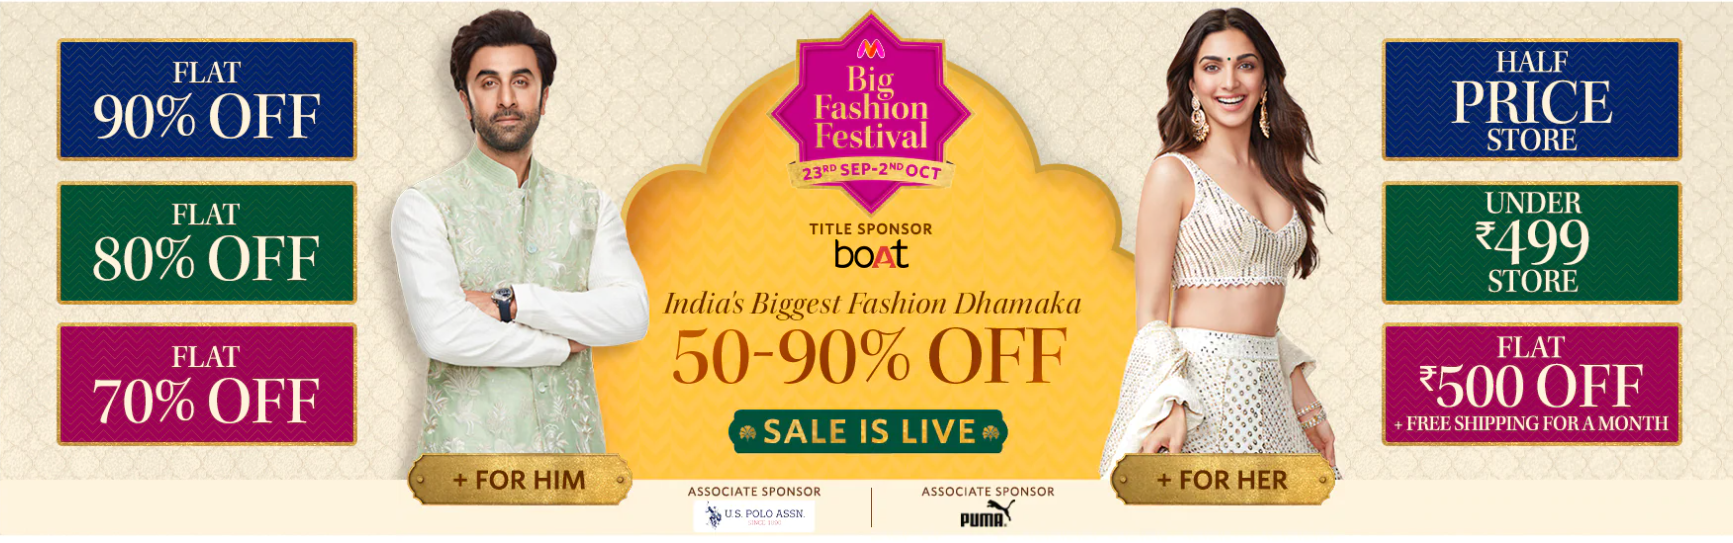 FLAT
90% OFF
FLAT
80% OFF
FLAT
70% OFF
+ FOR HIM
Big
Fashion
Festival
23RD SEP-2ND OCT
TITLE SPONSOR
boAt
India's Biggest Fashion Dhamaka
50-90% OFF
SALE IS LIVE
ASSOCIATE SPONSOR
U.S. POLO ASSN.
SINCE 1890
ASSOCIATE SPONSOR
PUMA
+ FOR HER
HALF
PRICE
STORE
UNDER
₹499
STORE
FLAT
₹500 OFF
+ FREE SHIPPING FOR A MONTH